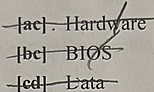 [ac] Hardware
[bc] BIOS
[cd] Data